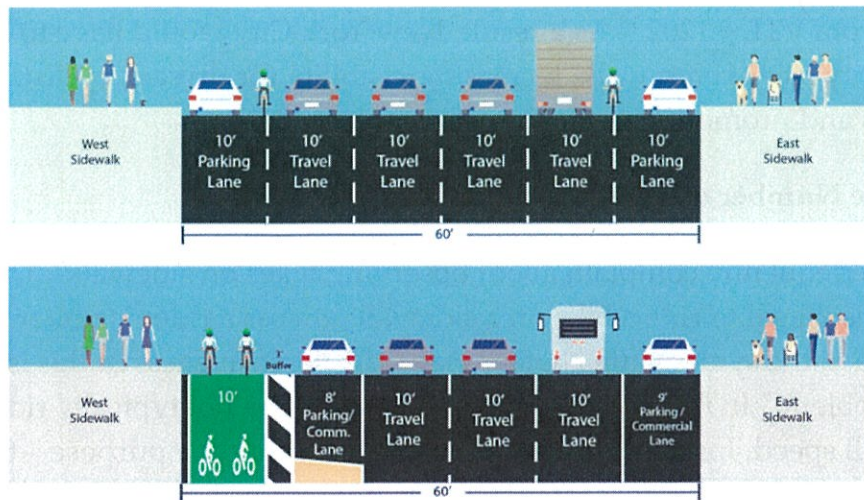 West
Sidewalk
10'
Parking
Lane
10'
Travel
Lane
10'
Travel
Lane
10'
Travel
Lane
10'
Travel
Lane
10'
Parking
Lane
East
Sidewalk
60'
West
Sidewalk
10'
3'
Buffer
8'
Parking/
Comm.
Lane
10'
Travel
Lane
10'
Travel
Lane
10'
Travel
Lane
9'
Parking /
Commercial
Lane
East
Sidewalk
60'